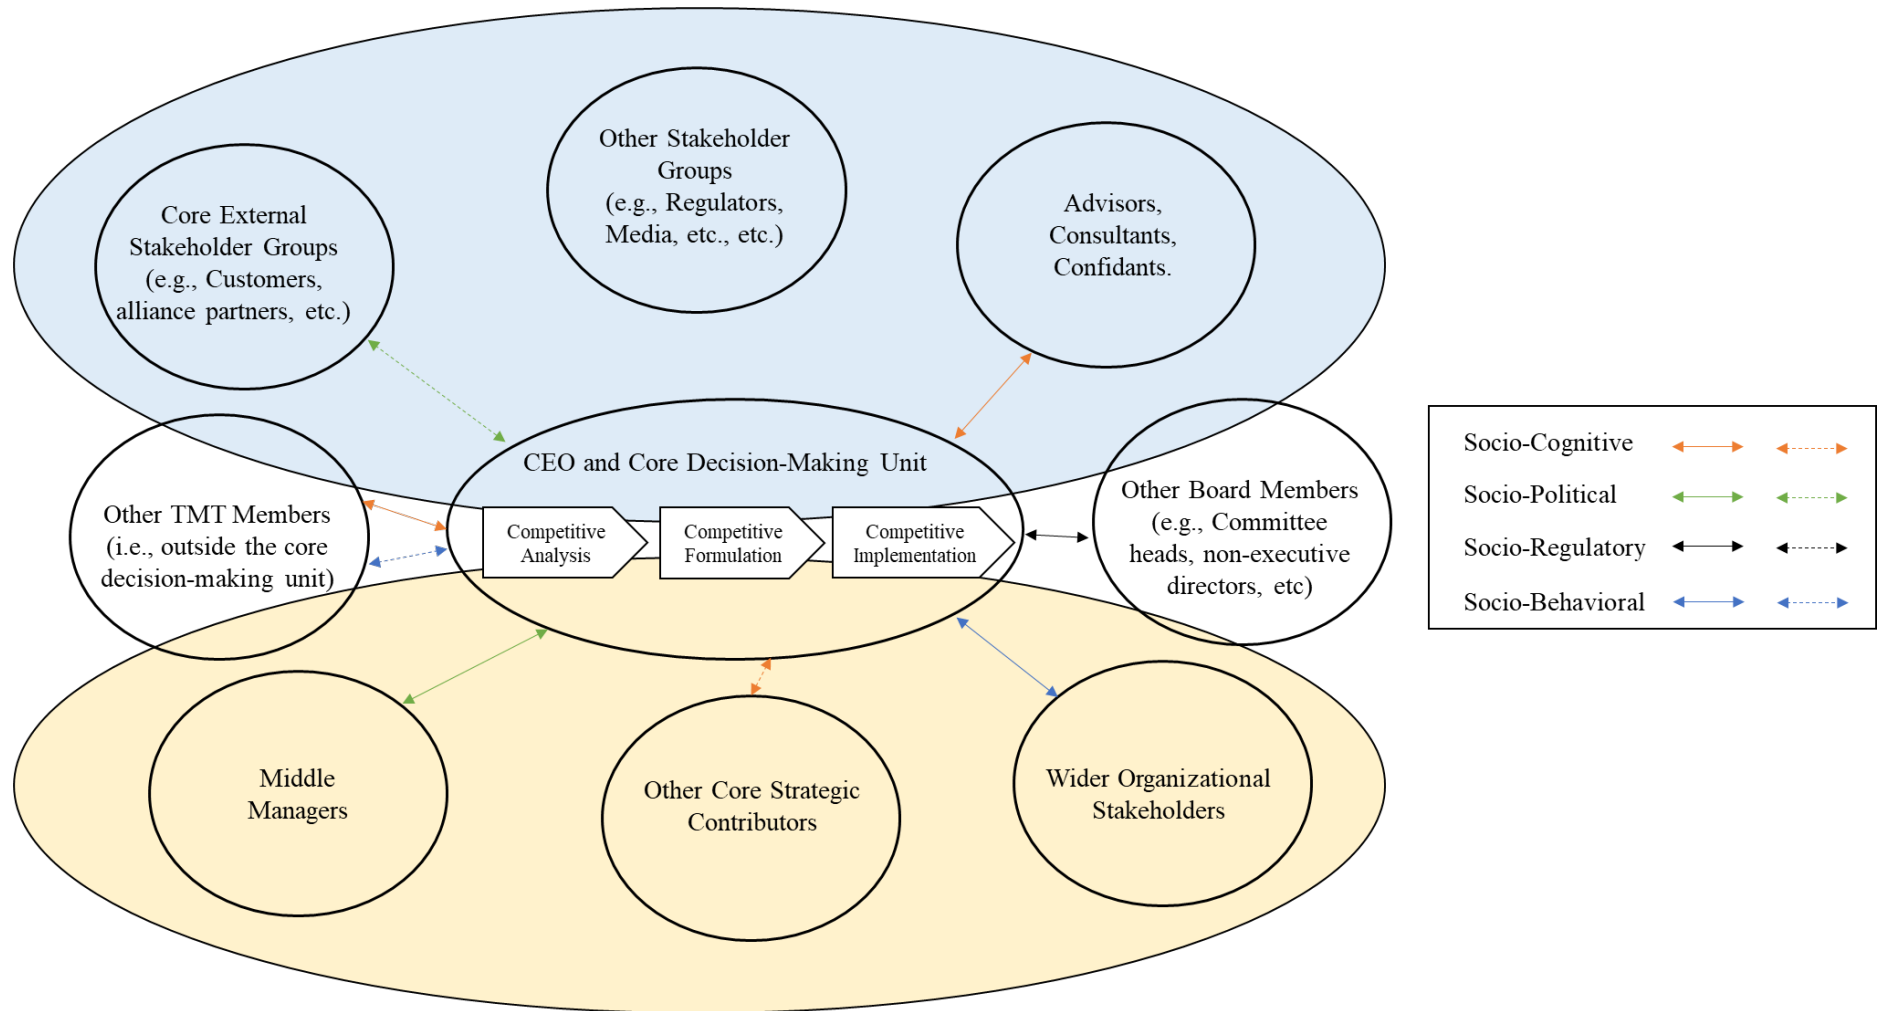 Other Stakeholder
Groups
(e.g., Regulators,
Media, etc., etc.)
Core External
Stakeholder Groups
(e.g., Customers,
alliance partners, etc.)
Advisors,
Consultants,
Confidants.
CEO and Core Decision-Making Unit
Other TMT Members
(i.e., outside the core
decision-making unit)
Competitive
Analysis
Competitive
Formulation
Competitive
Implementation
Other Board Members
(e.g., Committee
heads, non-executive
directors, etc)
Middle
Managers
Other Core Strategic
Contributors
Wider Organizational
Stakeholders
Socio-Cognitive
Socio-Political
Socio-Regulatory
Socio-Behavioral